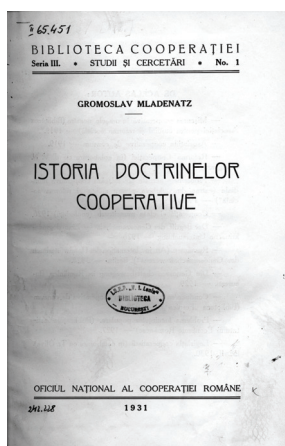 65.451
BIBLIOTECA COOPERAȚIEI
Seria III. * STUDII ȘI CERCETĂRI * No. 1
GROMOSLAV MLADENATZ
ISTORIA DOCTRINELOR
COOPERATIVE
"V. I. Lenin"
BIBLIOTECA
BUCUREȘTI
OFICIUL NAȚIONAL AL COOPERAȚIEI ROMÂNE
1931